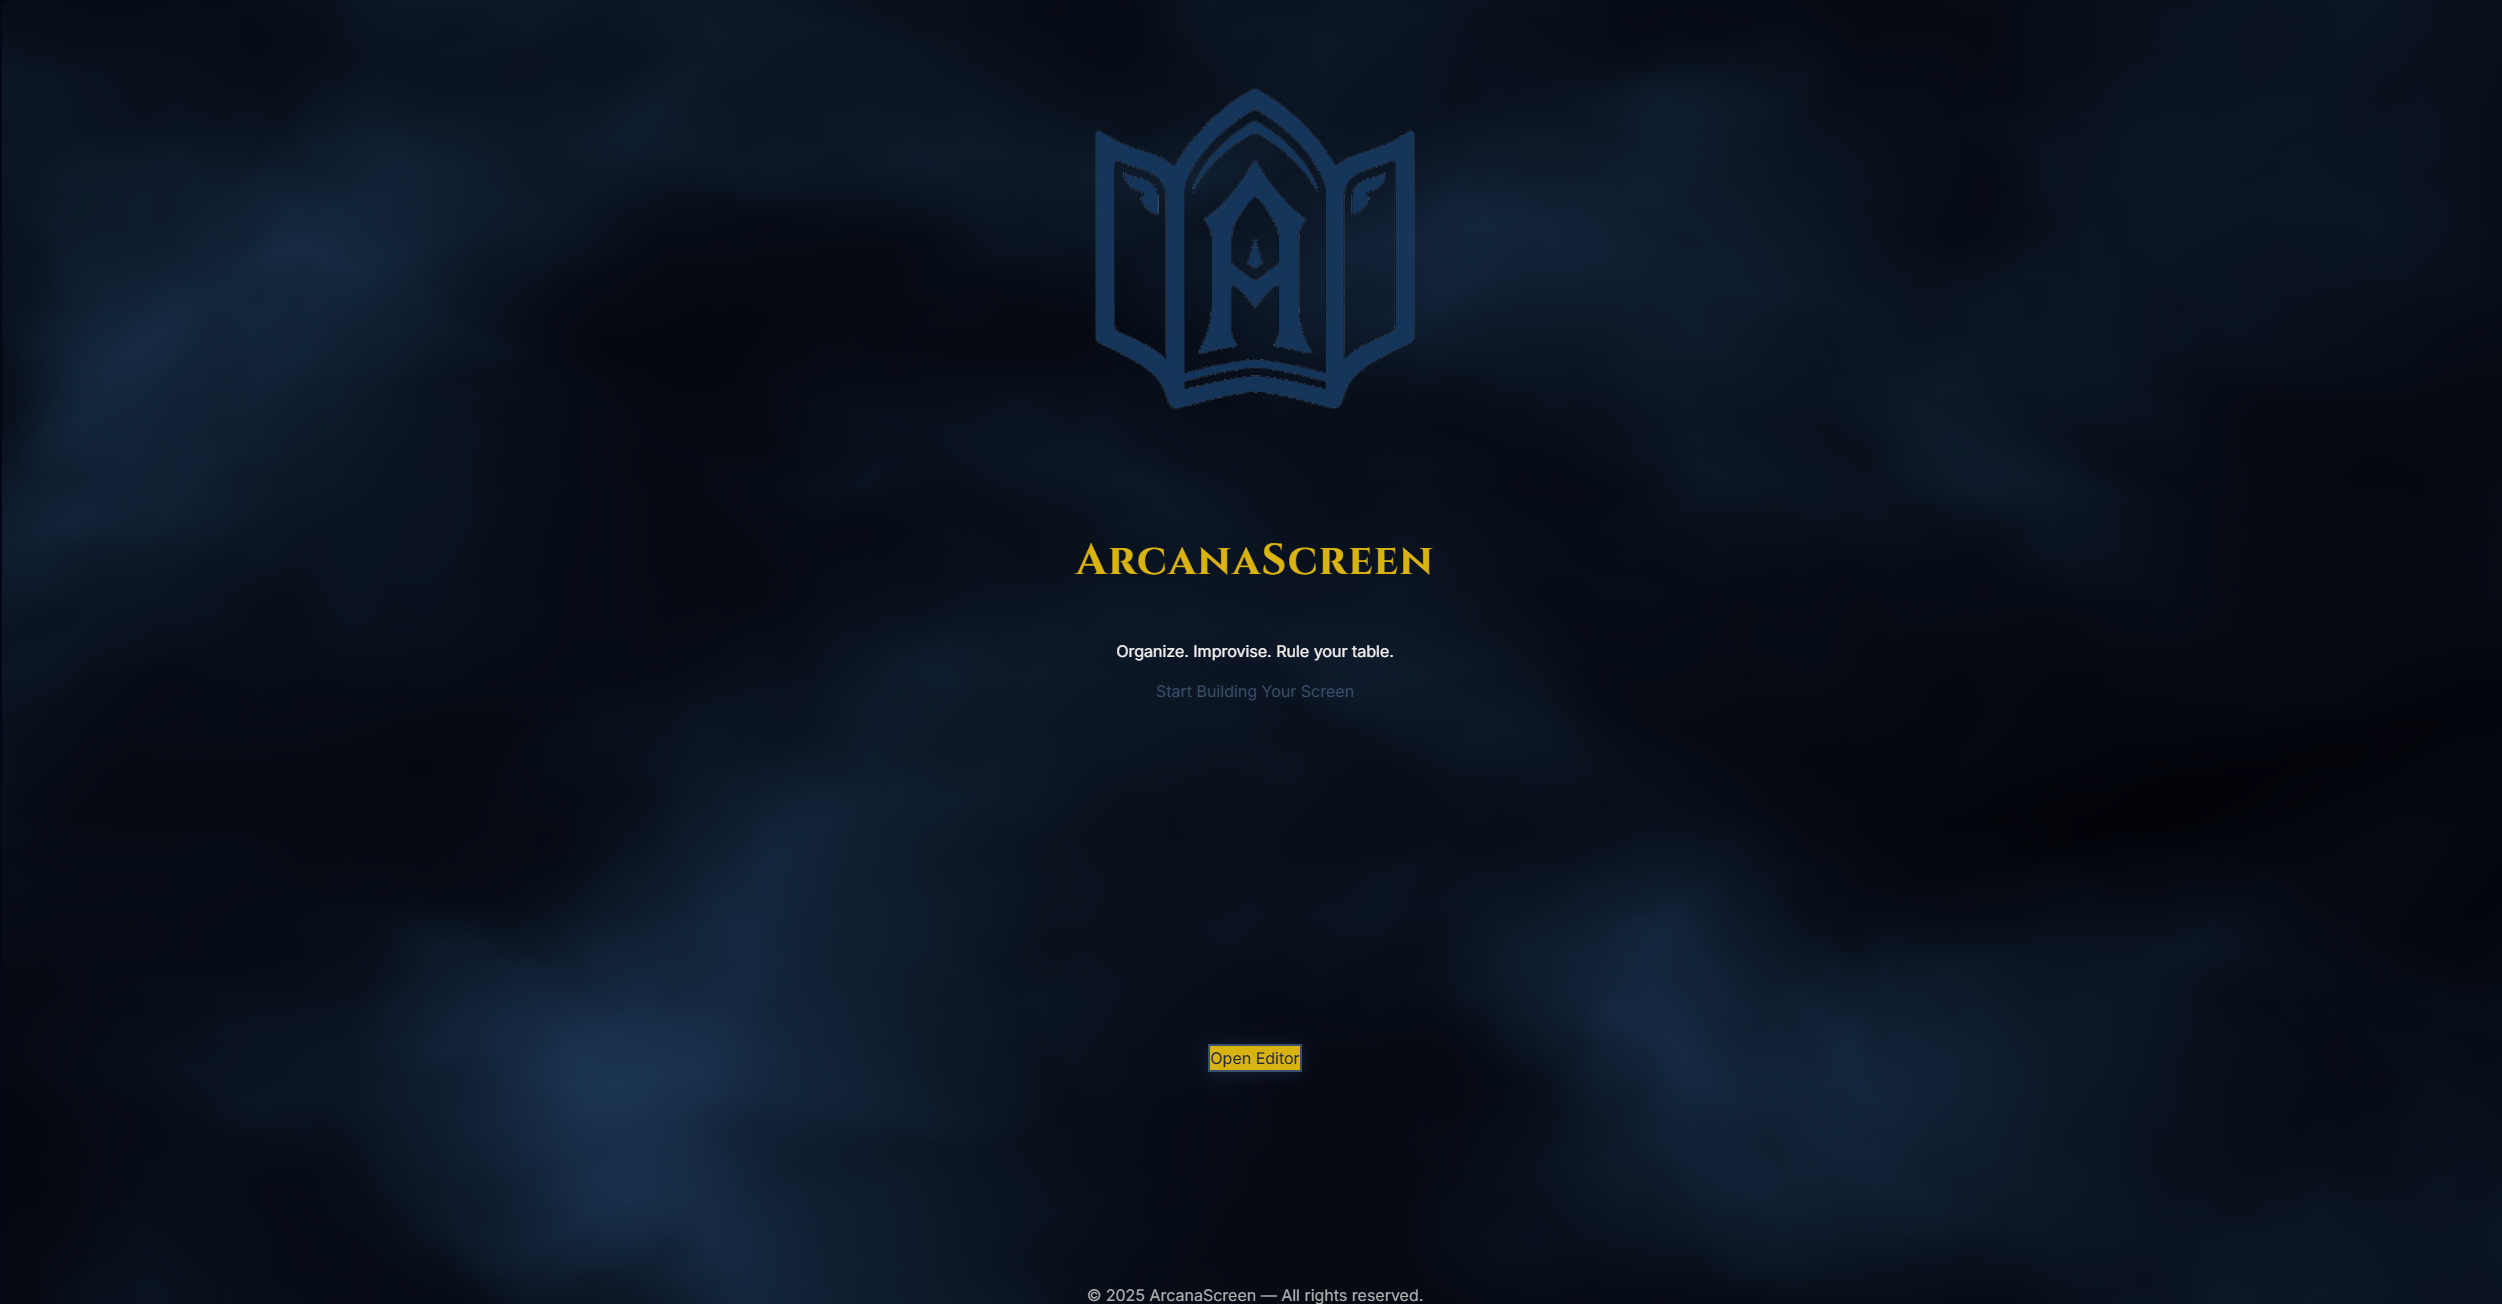 A
ArcanaScreen
Organize. Improvise. Rule your table.
Start Building Your Screen
Open Editor
© 2025 ArcanaScreen — All rights reserved.